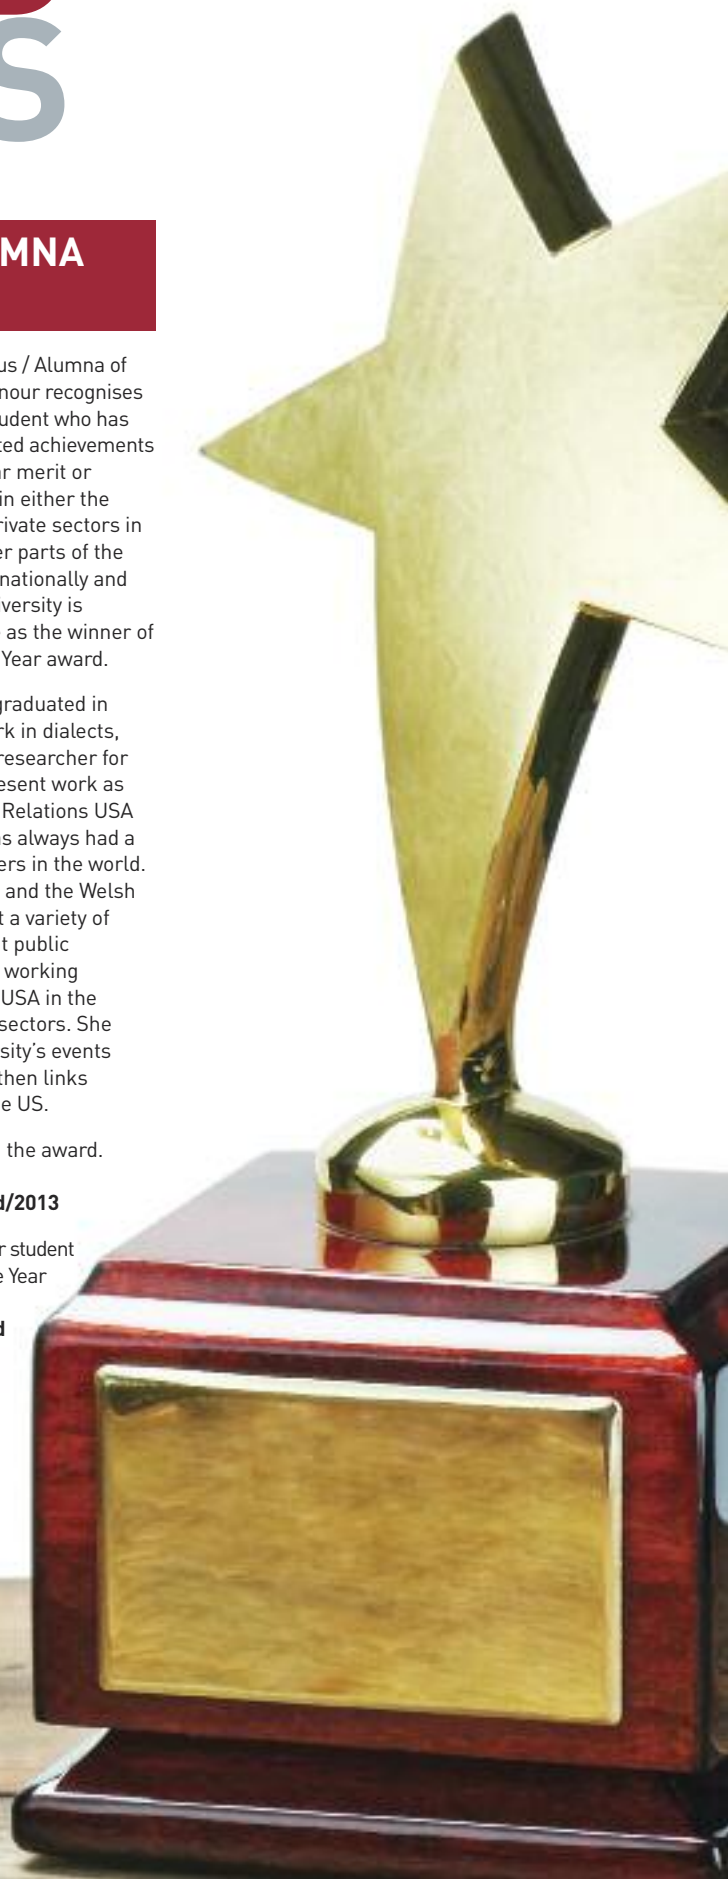 S
MNA
us / Alumna of
nour recognises
udent who has
ted achievements
ar merit or
in either the
rivate sectors in
er parts of the
nationally and
versity is
as the winner of
Year award.
graduated in
rk in dialects,
researcher for
esent work as
Relations USA
as always had a
ers in the world.
and the Welsh
t a variety of
t public
working
USA in the
sectors. She
sity's events
then links
e US.
the award.
d/2013
r student
e Year
d